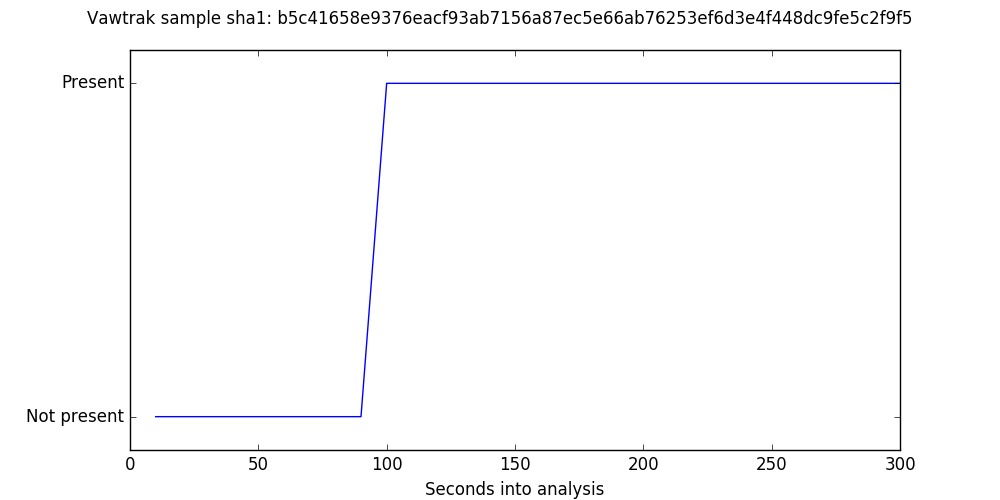 Vawtrak sample sha1: b5c41658e9376eacf93ab7156a87ec5e66ab76253ef6d3e4f448dc9fe5c2f9f5
Present
Not present
0 50 100 150 200 250 300
Seconds into analysis